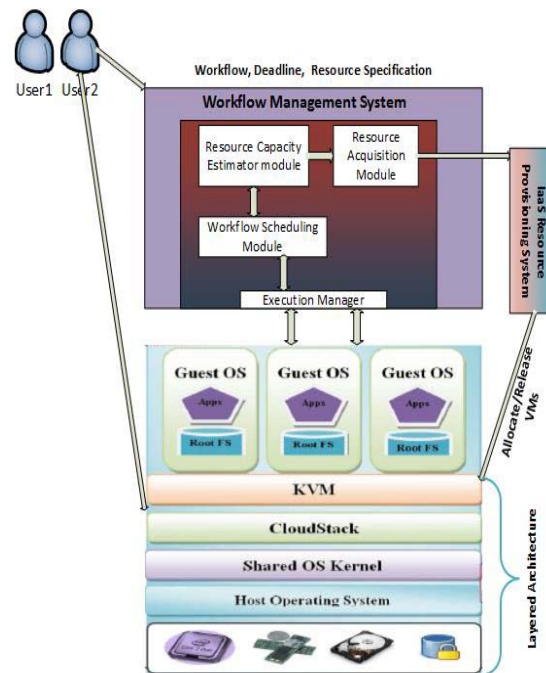 User1 User2
Workflow, Deadline, Resource Specification
Workflow Management System
Resource Capacity
Estimator module
Resource
Acquisition
Module
Workflow Scheduling
Module
Execution Manager
IaaS Resource
Provisioning System
Allocate/Release
VMs
Guest OS
Apps
Root FS
Guest OS
Apps
Root FS
Guest OS
Apps
Root FS
KVM
CloudStack
Shared OS Kernel
Host Operating System
Layered Architecture